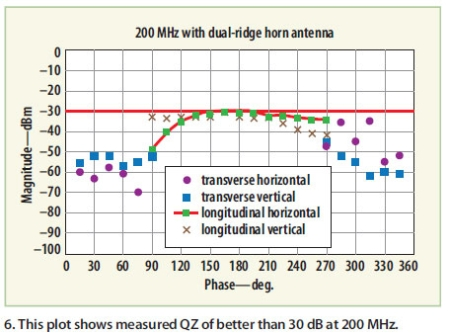 200 MHz with dual-ridge horn antenna
0
−10
−20
−30
−40
−50
−60
−70
−80
−90
−100
Magnitude—dBm
transverse horizontal
transverse vertical
longitudinal horizontal
longitudinal vertical
0 30 60 90 120 150 180 210 240 270 300 330 360
Phase—deg.
6. This plot shows measured QZ of better than 30 dB at 200 MHz.